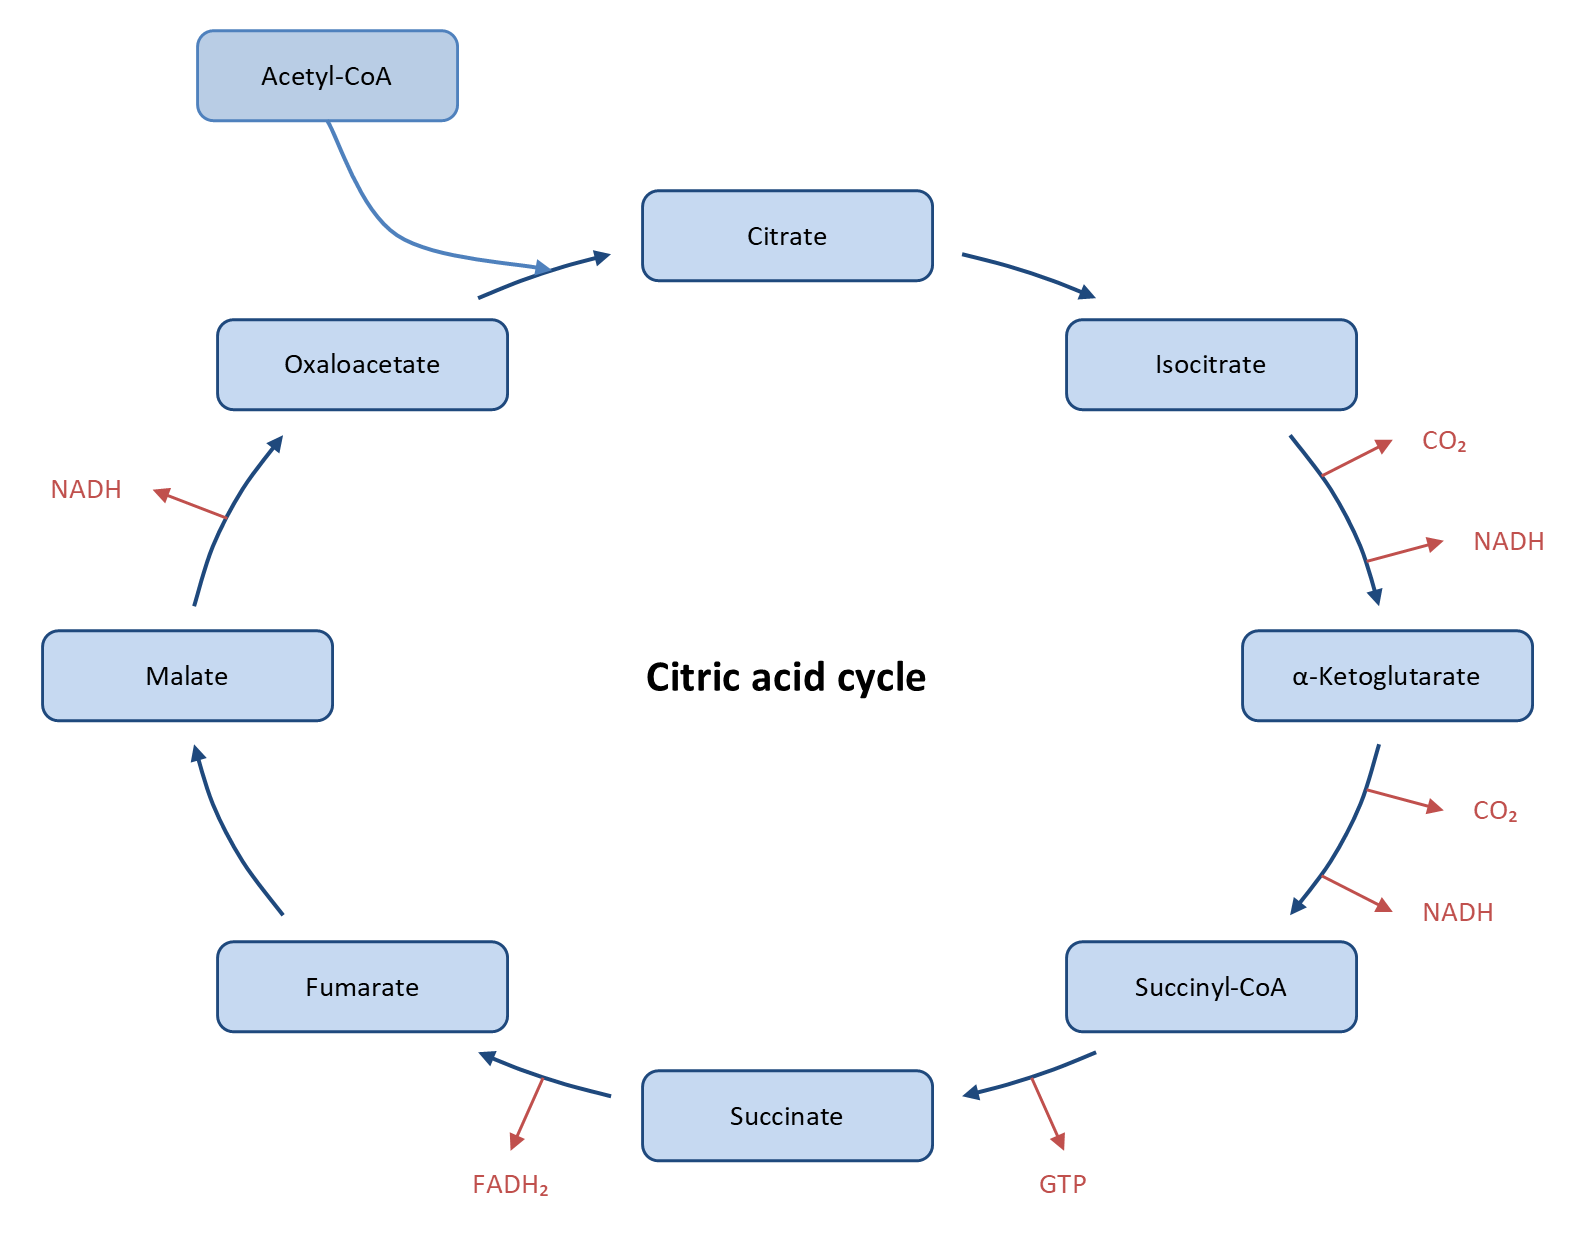 Acetyl-CoA
Citrate
Oxaloacetate
Isocitrate
CO₂
NADH
NADH
Malate
Citric acid cycle
α-Ketoglutarate
CO₂
NADH
Fumarate
Succinyl-CoA
Succinate
FADH₂
GTP